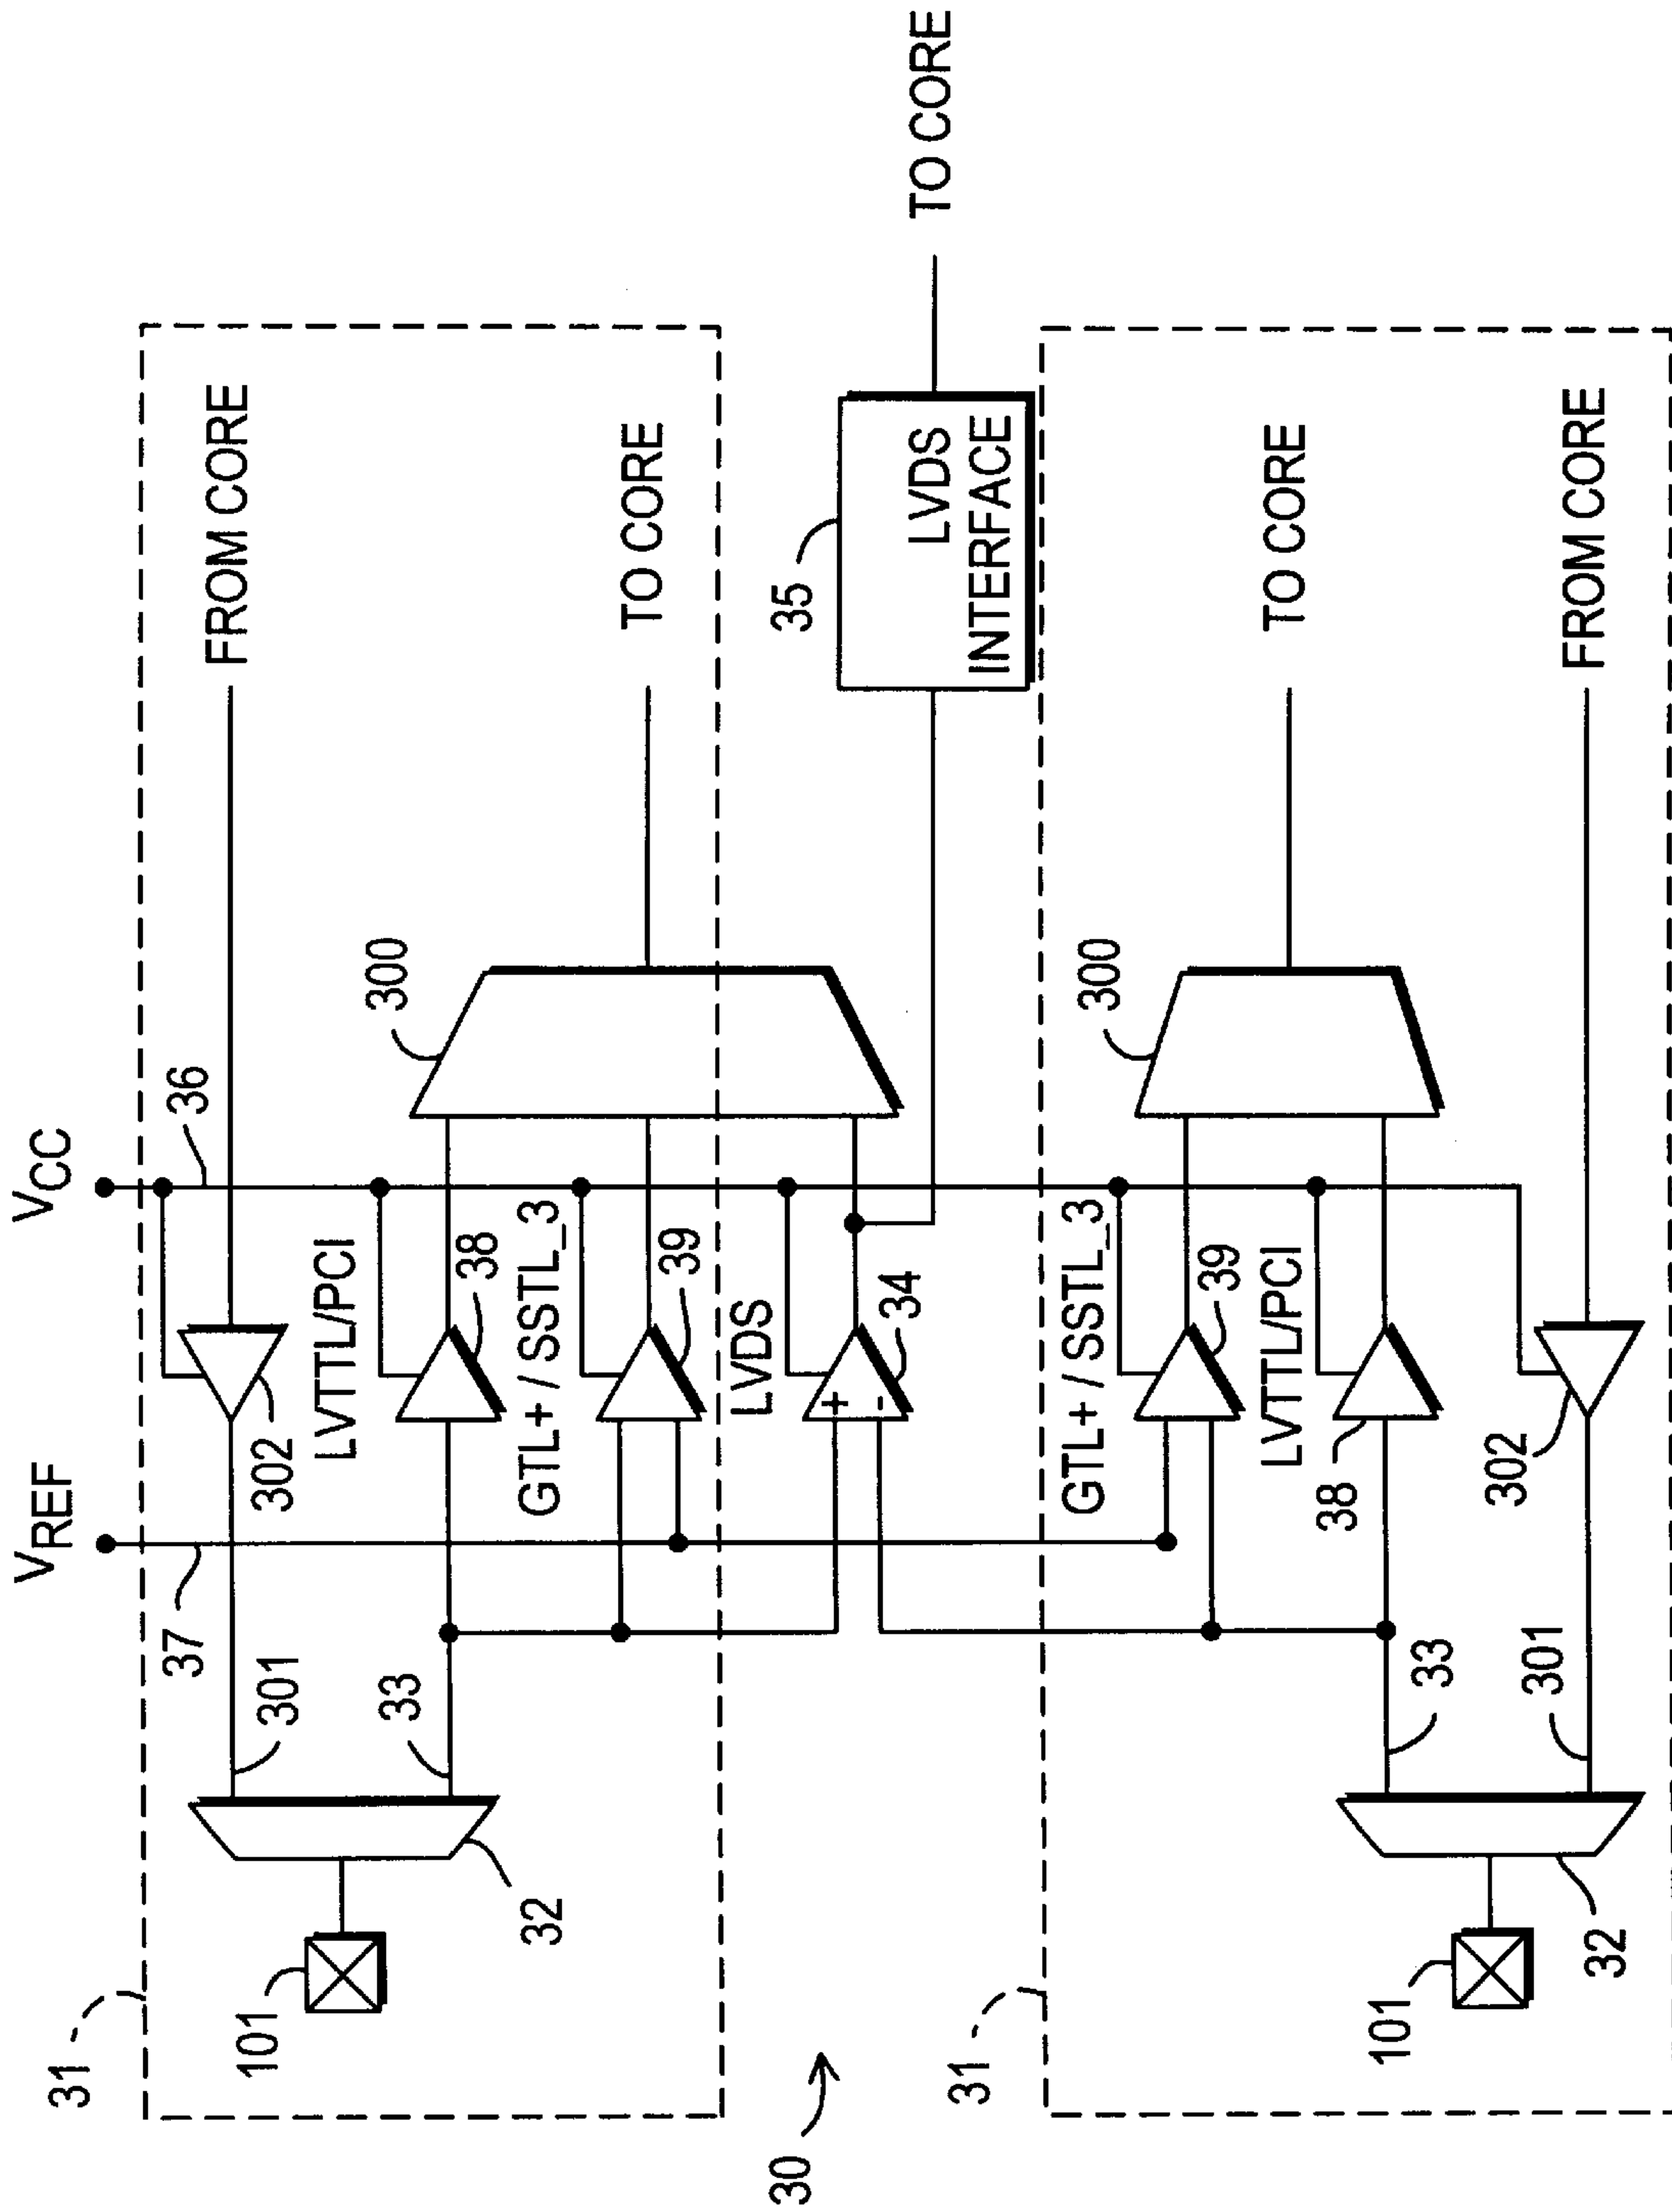 V_REF
V_CC
31
37
36
FROM CORE
301
302
101
33
LVTTL/PCI
38
300
32
GTL+ / SSTL_3
39
TO CORE
LVDS
34
30
35
LVDS
INTERFACE
TO CORE
31
GTL+ / SSTL_3
39
300
33
LVTTL/PCI
38
TO CORE
101
301
302
32
FROM CORE